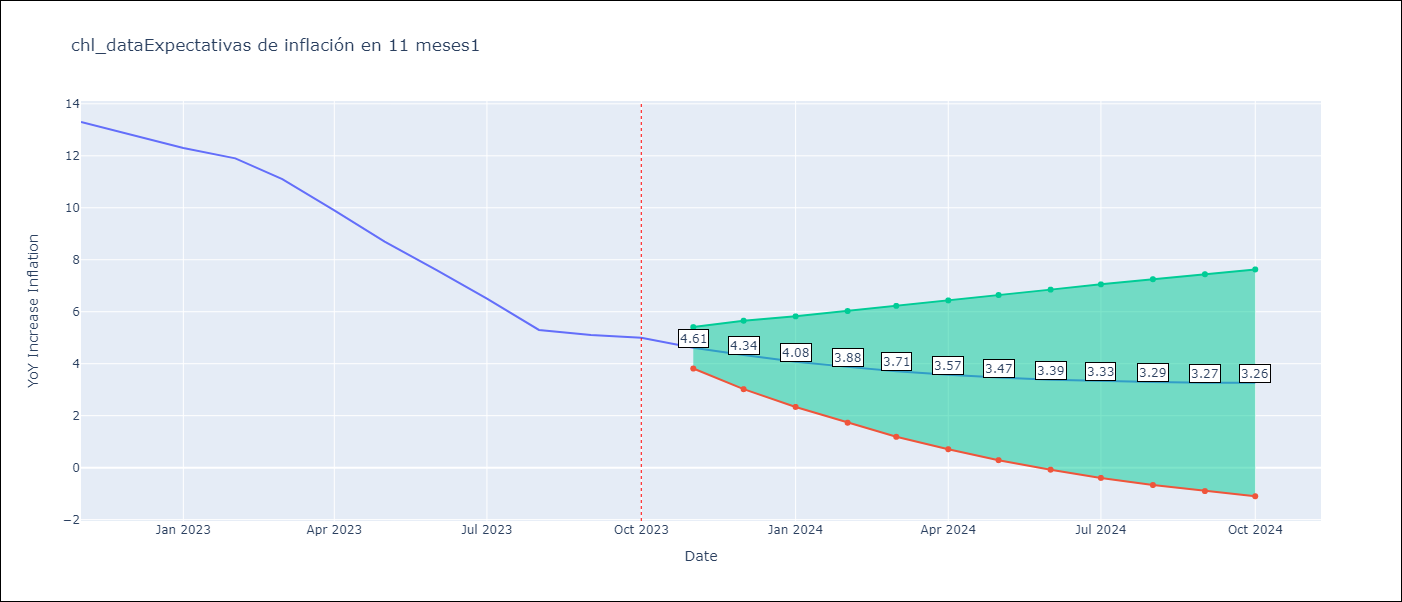 chl_dataExpectativas de inflación en 11 meses1
YoY Increase Inflation
14
12
10
8
6
4
2
0
−2
4.61
4.34
4.08
3.88
3.71
3.57
3.47
3.39
3.33
3.29
3.27
3.26
Jan 2023
Apr 2023
Jul 2023
Oct 2023
Jan 2024
Apr 2024
Jul 2024
Oct 2024
Date